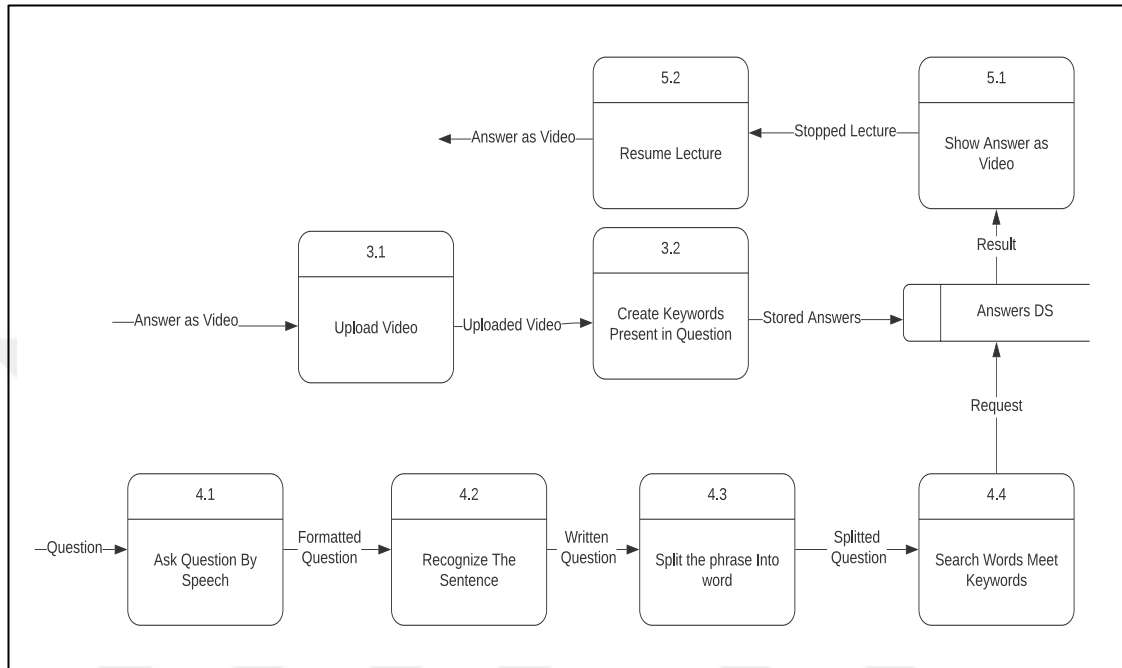 5.2
5.1
Answer as Video
Resume Lecture
Stopped Lecture
Show Answer as
Video
3.1
3.2
Result
Answer as Video
Upload Video
Uploaded Video
Create Keywords
Present in Question
Stored Answers
Answers DS
Request
4.1
4.2
4.3
4.4
Question
Ask Question By
Speech
Formatted
Question
Recognize The
Sentence
Written
Question
Split the phrase Into
word
Splitted
Question
Search Words Meet
Keywords